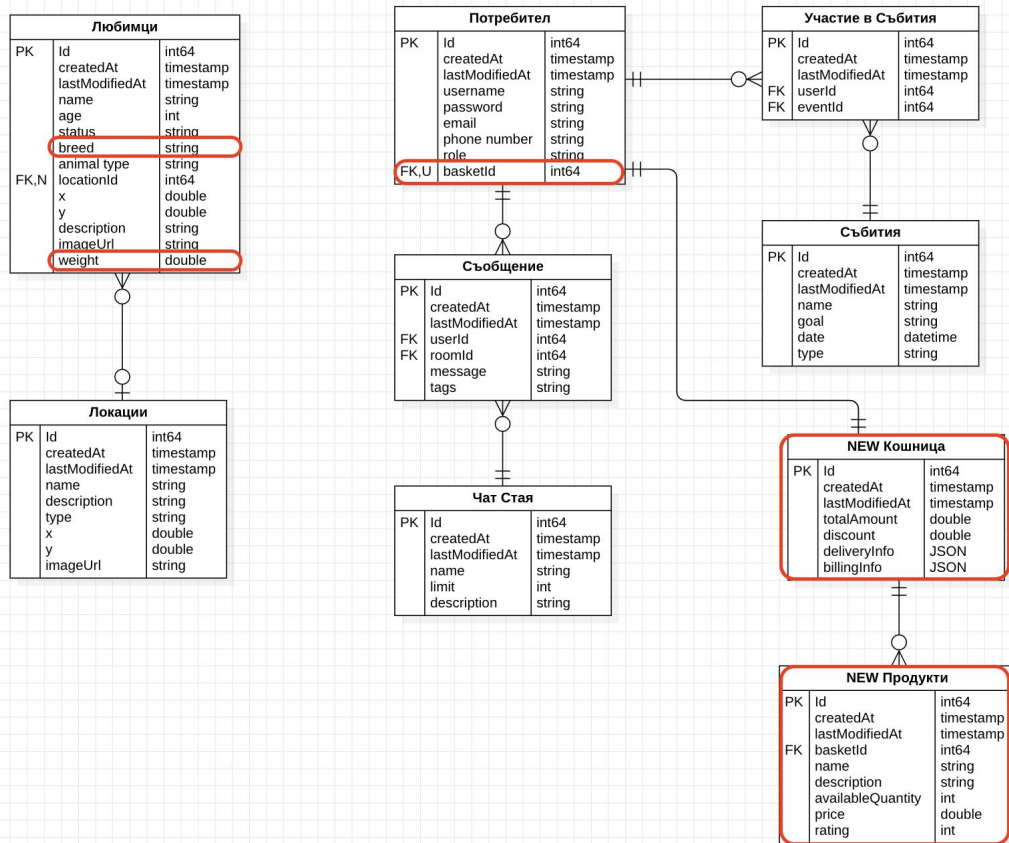 Любимци
PK Id int64
createdAt timestamp
lastModifiedAt timestamp
name string
age int
status string
breed string
animal type string
FK,N locationId int64
x double
y double
description string
imageUrl string
weight double
Локации
PK Id int64
createdAt timestamp
lastModifiedAt timestamp
name string
description string
type string
x double
y double
imageUrl string
Потребител
PK Id int64
createdAt timestamp
lastModifiedAt timestamp
username string
password string
email string
phone number string
role string
FK,U basketId int64
Съобщение
PK Id int64
createdAt timestamp
lastModifiedAt timestamp
FK userId int64
FK roomId int64
message string
tags string
Чат Стая
PK Id int64
createdAt timestamp
lastModifiedAt timestamp
name string
limit int
description string
Участие в Събития
PK Id int64
createdAt timestamp
lastModifiedAt timestamp
FK userId int64
FK eventId int64
Събития
PK Id int64
createdAt timestamp
lastModifiedAt timestamp
name string
goal string
date datetime
type string
NEW Кошница
PK Id int64
createdAt timestamp
lastModifiedAt timestamp
totalAmount double
discount double
deliveryInfo JSON
billingInfo JSON
NEW Продукти
PK Id int64
createdAt timestamp
lastModifiedAt timestamp
FK basketId int64
name string
description string
availableQuantity int
price double
rating int